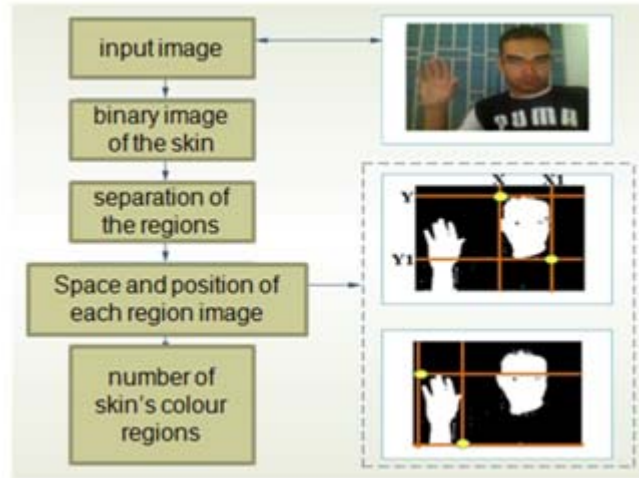 input image
binary image
of the skin
separation of
the regions
Space and position of
each region image
number of
skin's colour
regions
PUMA
X X1
Y
Y1